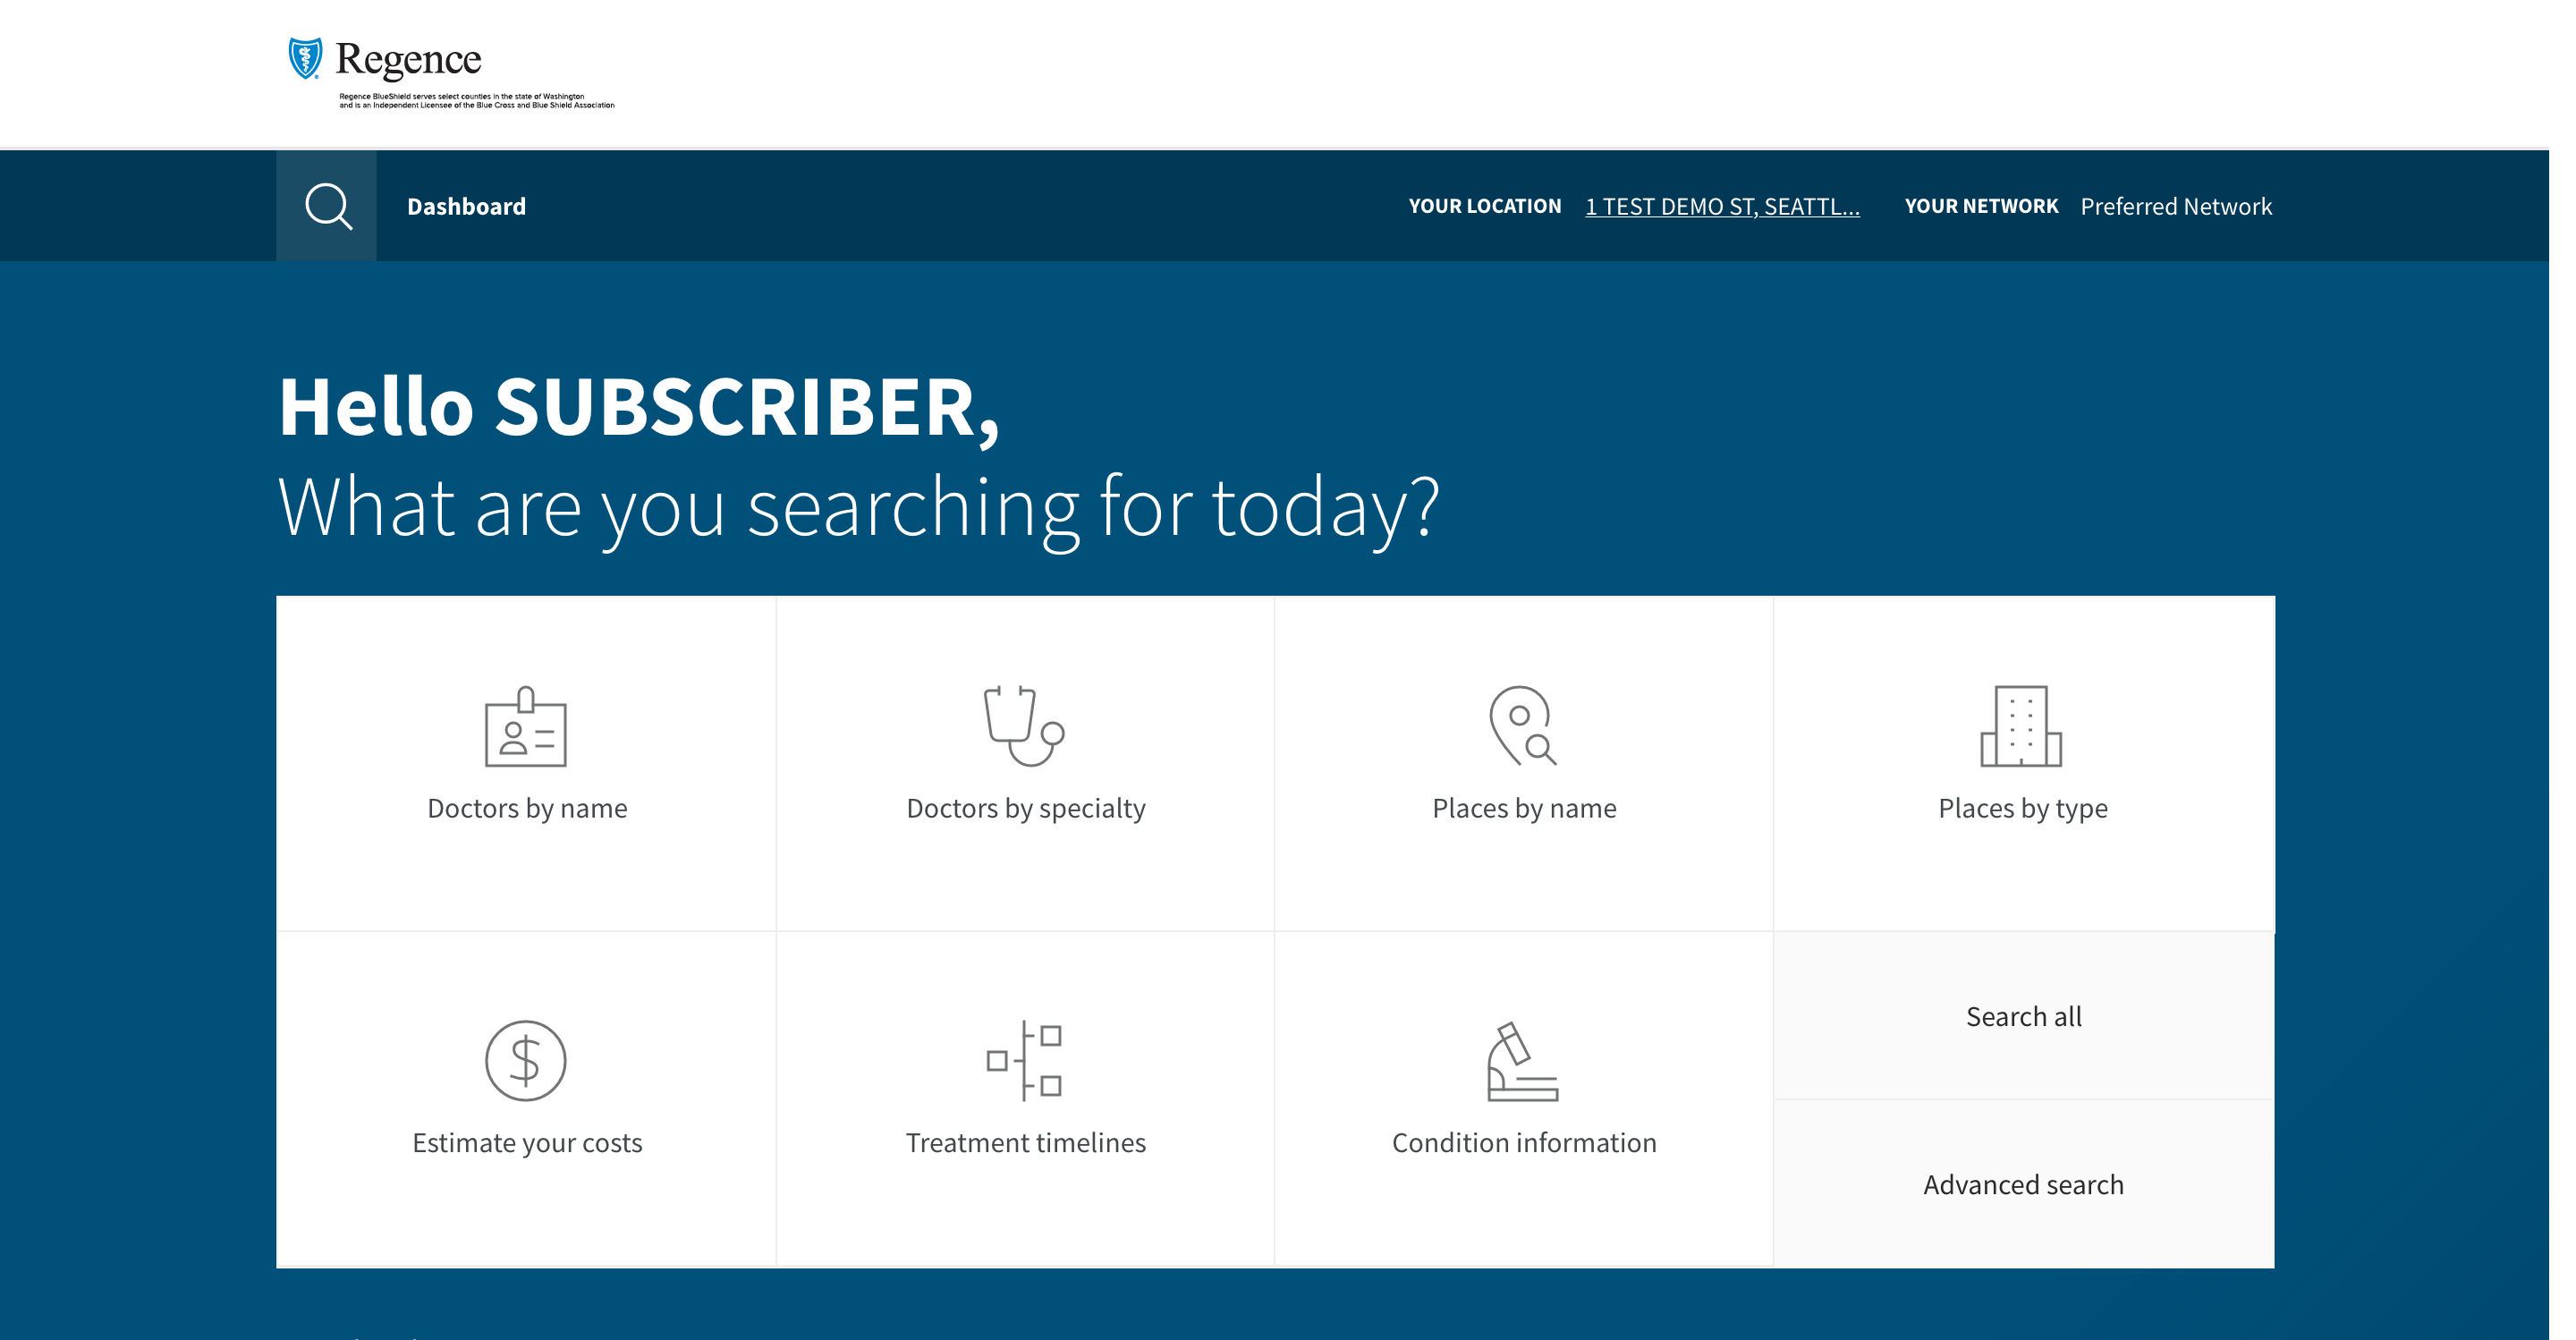 Regence
Regence BlueShield serves select counties in the state of Washington
and is an Independent Licensee of the Blue Cross and Blue Shield Association
Dashboard
YOUR LOCATION 1 TEST DEMO ST, SEATTL... YOUR NETWORK Preferred Network
Hello SUBSCRIBER,
What are you searching for today?
Doctors by name
Doctors by specialty
Places by name
Places by type
Estimate your costs
Treatment timelines
Condition information
Search all
Advanced search